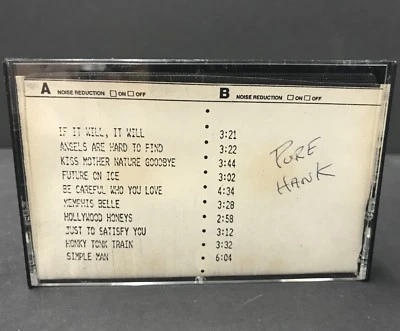 A NOISE REDUCTION ON OFF
B NOISE REDUCTION ON OFF
IF IT WILL, IT WILL 3:21
ANGELS ARE HARD TO FIND 3:22
KISS MOTHER NATURE GOODBYE 3:44
FUTURE ON ICE 3:02
BE CAREFUL WHO YOU LOVE 4:34
MEMPHIS BELLE 3:28
HOLLYWOOD HONEYS 2:58
JUST TO SATISFY YOU 3:12
HONKY TONK TRAIN 3:32
SIMPLE MAN 6:04
PURE
HANK